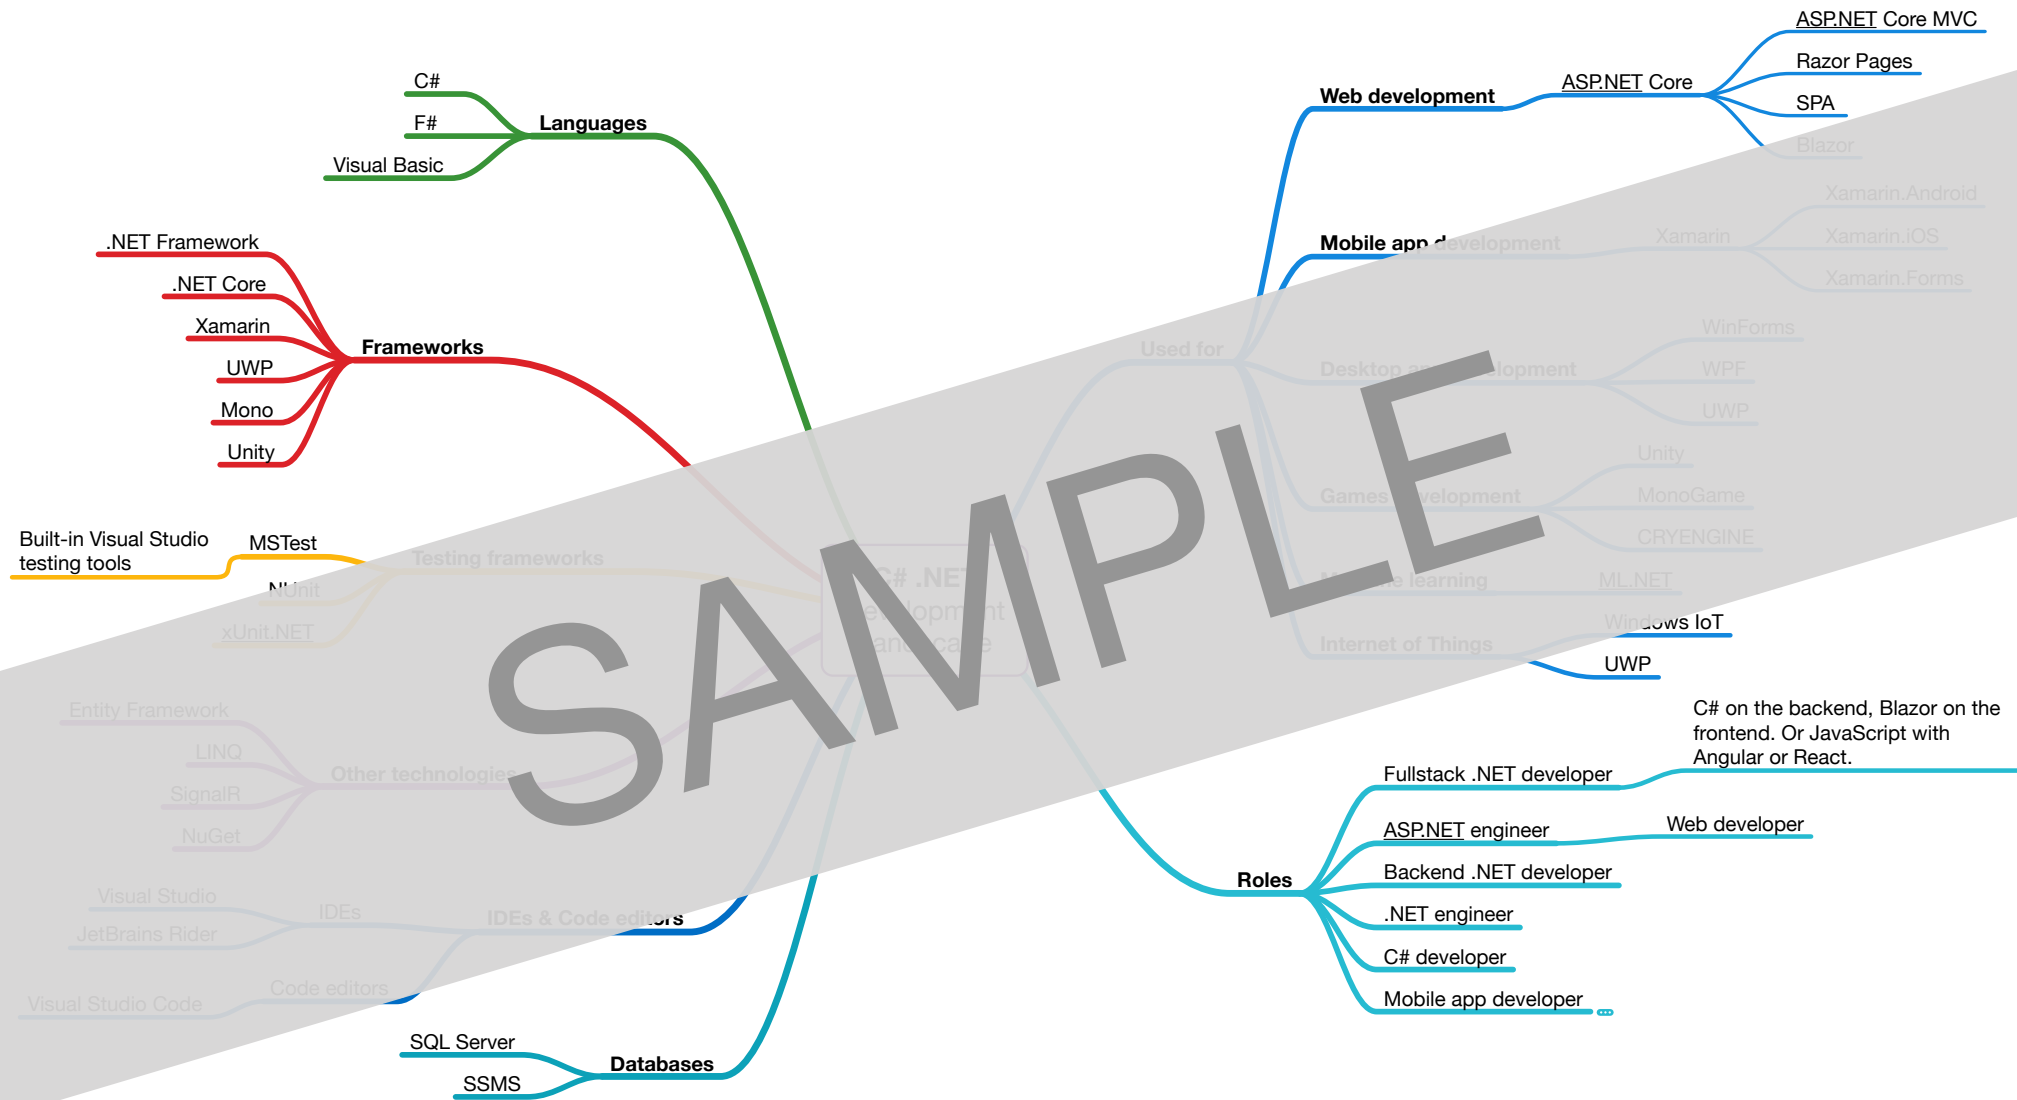 C#
F#
Visual Basic
Languages
.NET Framework
.NET Core
Xamarin
UWP
Mono
Unity
Frameworks
Built-in Visual Studio
testing tools
MSTest
NUnit
xUnit.NET
Testing frameworks
Entity Framework
LINQ
SignalR
NuGet
Other technologies
Visual Studio
JetBrains Rider
IDEs
Visual Studio Code
Code editors
IDEs & Code editors
SQL Server
SSMS
Databases
C# .NET
SAMPLE
Used for
Web development
ASP.NET Core
ASP.NET Core MVC
Razor Pages
SPA
Blazor
Mobile app development
Xamarin
Xamarin.Android
Xamarin.iOS
Xamarin.Forms
Desktop app development
WinForms
WPF
UWP
Games development
Unity
MonoGame
CRYENGINE
Machine learning
ML.NET
Internet of Things
Windows IoT
UWP
Roles
Fullstack .NET developer
C# on the backend, Blazor on the
frontend. Or JavaScript with
Angular or React.
ASP.NET engineer
Web developer
Backend .NET developer
.NET engineer
C# developer
Mobile app developer